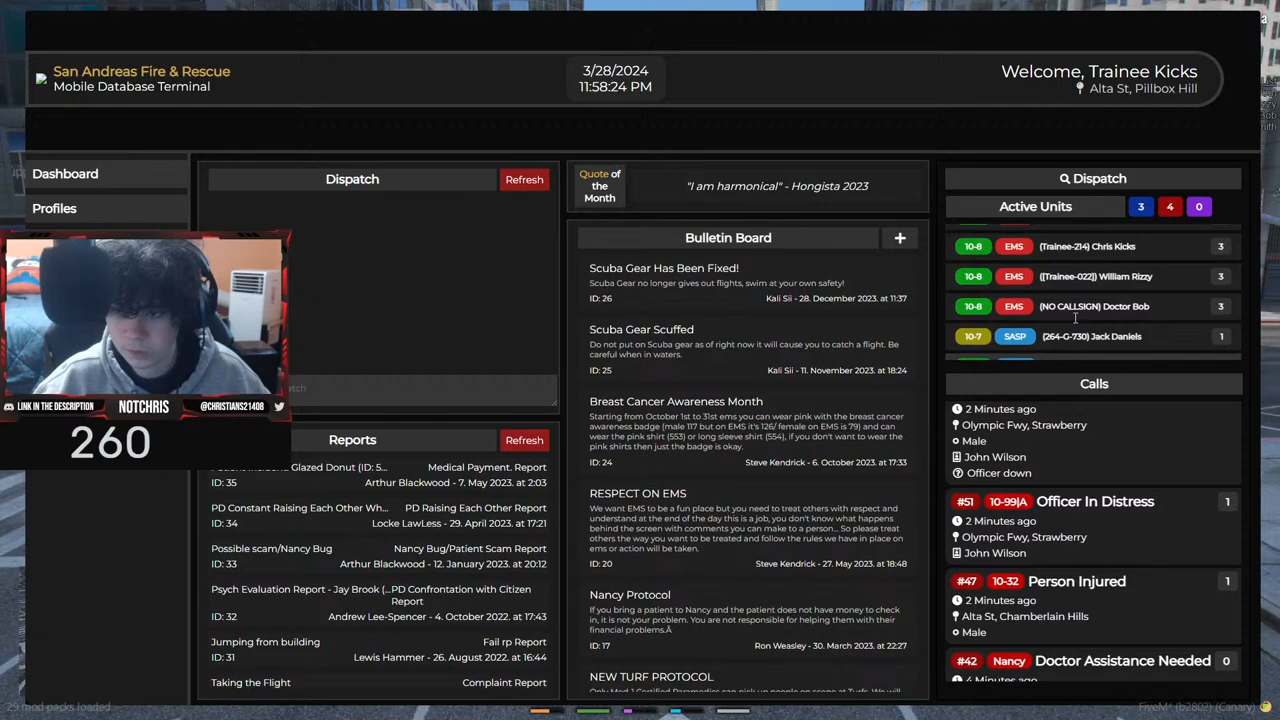 San Andreas Fire & Rescue
Mobile Database Terminal
3/28/2024
11:58:24 PM
Welcome, Trainee Kicks
Alta St, Pillbox Hill
Bob
Dashboard
Profiles
Dispatch
Refresh
Quote of
the
Month
"I am harmonical" - Hongista 2023
Bulletin Board
+
Scuba Gear Has Been Fixed!
Scuba Gear no longer gives out flights, swim at your own safety!
ID: 26
Kali Sii - 28. December 2023. at 11:37
Scuba Gear Scuffed
Do not put on Scuba gear as of right now it will cause you to catch a flight. Be
careful when in waters.
ID: 25
Kali Sii - 11. November 2023. at 18:24
Breast Cancer Awareness Month
Starting from October 1st to 31st ems you can wear pink with the breast cancer
awareness badge (male 117 but on EMS it's 126/ female on EMS is 79) and can
wear the pink shirt (553) or long sleeve shirt (554), if you don't want to wear the
pink shirts then just the badge is okay.
ID: 24
Steve Kendrick - 6. October 2023. at 17:33
RESPECT ON EMS
We want EMS to be a fun place but you need to treat others with respect and
understand at the end of the day this is a job, you don't know what happens
behind the screen with comments you can make to a person... So please treat
others the way you want to be treated and follow the rules we have in place on
ems or action will be taken.
ID: 20
Steve Kendrick - 27. May 2023. at 18:48
Nancy Protocol
If you bring a patient to Nancy and the patient does not have money to check
in, it is not your problem. You are not responsible for helping them with their
financial problems.Â
ID: 17
Ron Weasley - 30. March 2023. at 22:27
NEW TURF PROTOCOL
Dispatch
Active Units
3
4
0
10-8 EMS (Trainee-214) Chris Kicks 3
10-8 EMS ([Trainee-022]) William Rizzy 3
10-8 EMS (NO CALLSIGN) Doctor Bob 3
10-7 SASP (264-G-730) Jack Daniels 1
Calls
2 Minutes ago
Olympic Fwy, Strawberry
Male
John Wilson
Officer down
#51 10-99|A Officer In Distress 1
2 Minutes ago
Olympic Fwy, Strawberry
John Wilson
#47 10-32 Person Injured 1
2 Minutes ago
Alta St, Chamberlain Hills
Male
#42 Nancy Doctor Assistance Needed 0
4 Minutes ago
LINK IN THE DESCRIPTION
NOTCHRIS
@CHRISTIANS21408
260
Reports
Refresh
Glazed Donut (ID: 5...
Medical Payment. Report
ID: 35
Arthur Blackwood - 7. May 2023. at 2:03
PD Constant Raising Each Other Wh...
PD Raising Each Other Report
ID: 34
Locke LawLess - 29. April 2023. at 17:21
Possible scam/Nancy Bug
Nancy Bug/Patient Scam Report
ID: 33
Arthur Blackwood - 12. January 2023. at 20:12
Psych Evaluation Report - Jay Brook (...
PD Confrontation with Citizen
Report
ID: 32
Andrew Lee-Spencer - 4. October 2022. at 17:43
Jumping from building
Fail rp Report
ID: 31
Lewis Hammer - 26. August 2022. at 16:44
Taking the Flight
Complaint Report
29 mod packs loaded
FiveM* (b2802) (Canary)